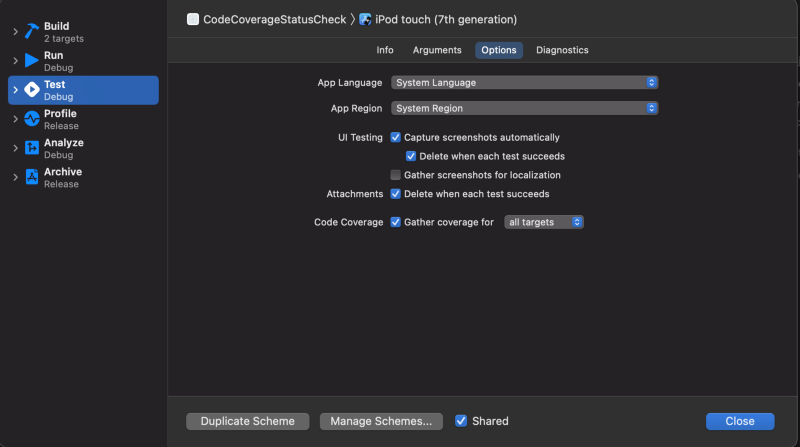 CodeCoverageStatusCheck 〉 iPod touch (7th generation)
Build
2 targets
Run
Debug
Test
Debug
Profile
Release
Analyze
Debug
Archive
Release
Info Arguments Options Diagnostics
App Language System Language
App Region System Region
UI Testing Capture screenshots automatically
Delete when each test succeeds
Gather screenshots for localization
Attachments Delete when each test succeeds
Code Coverage Gather coverage for all targets
Duplicate Scheme Manage Schemes... Shared Close